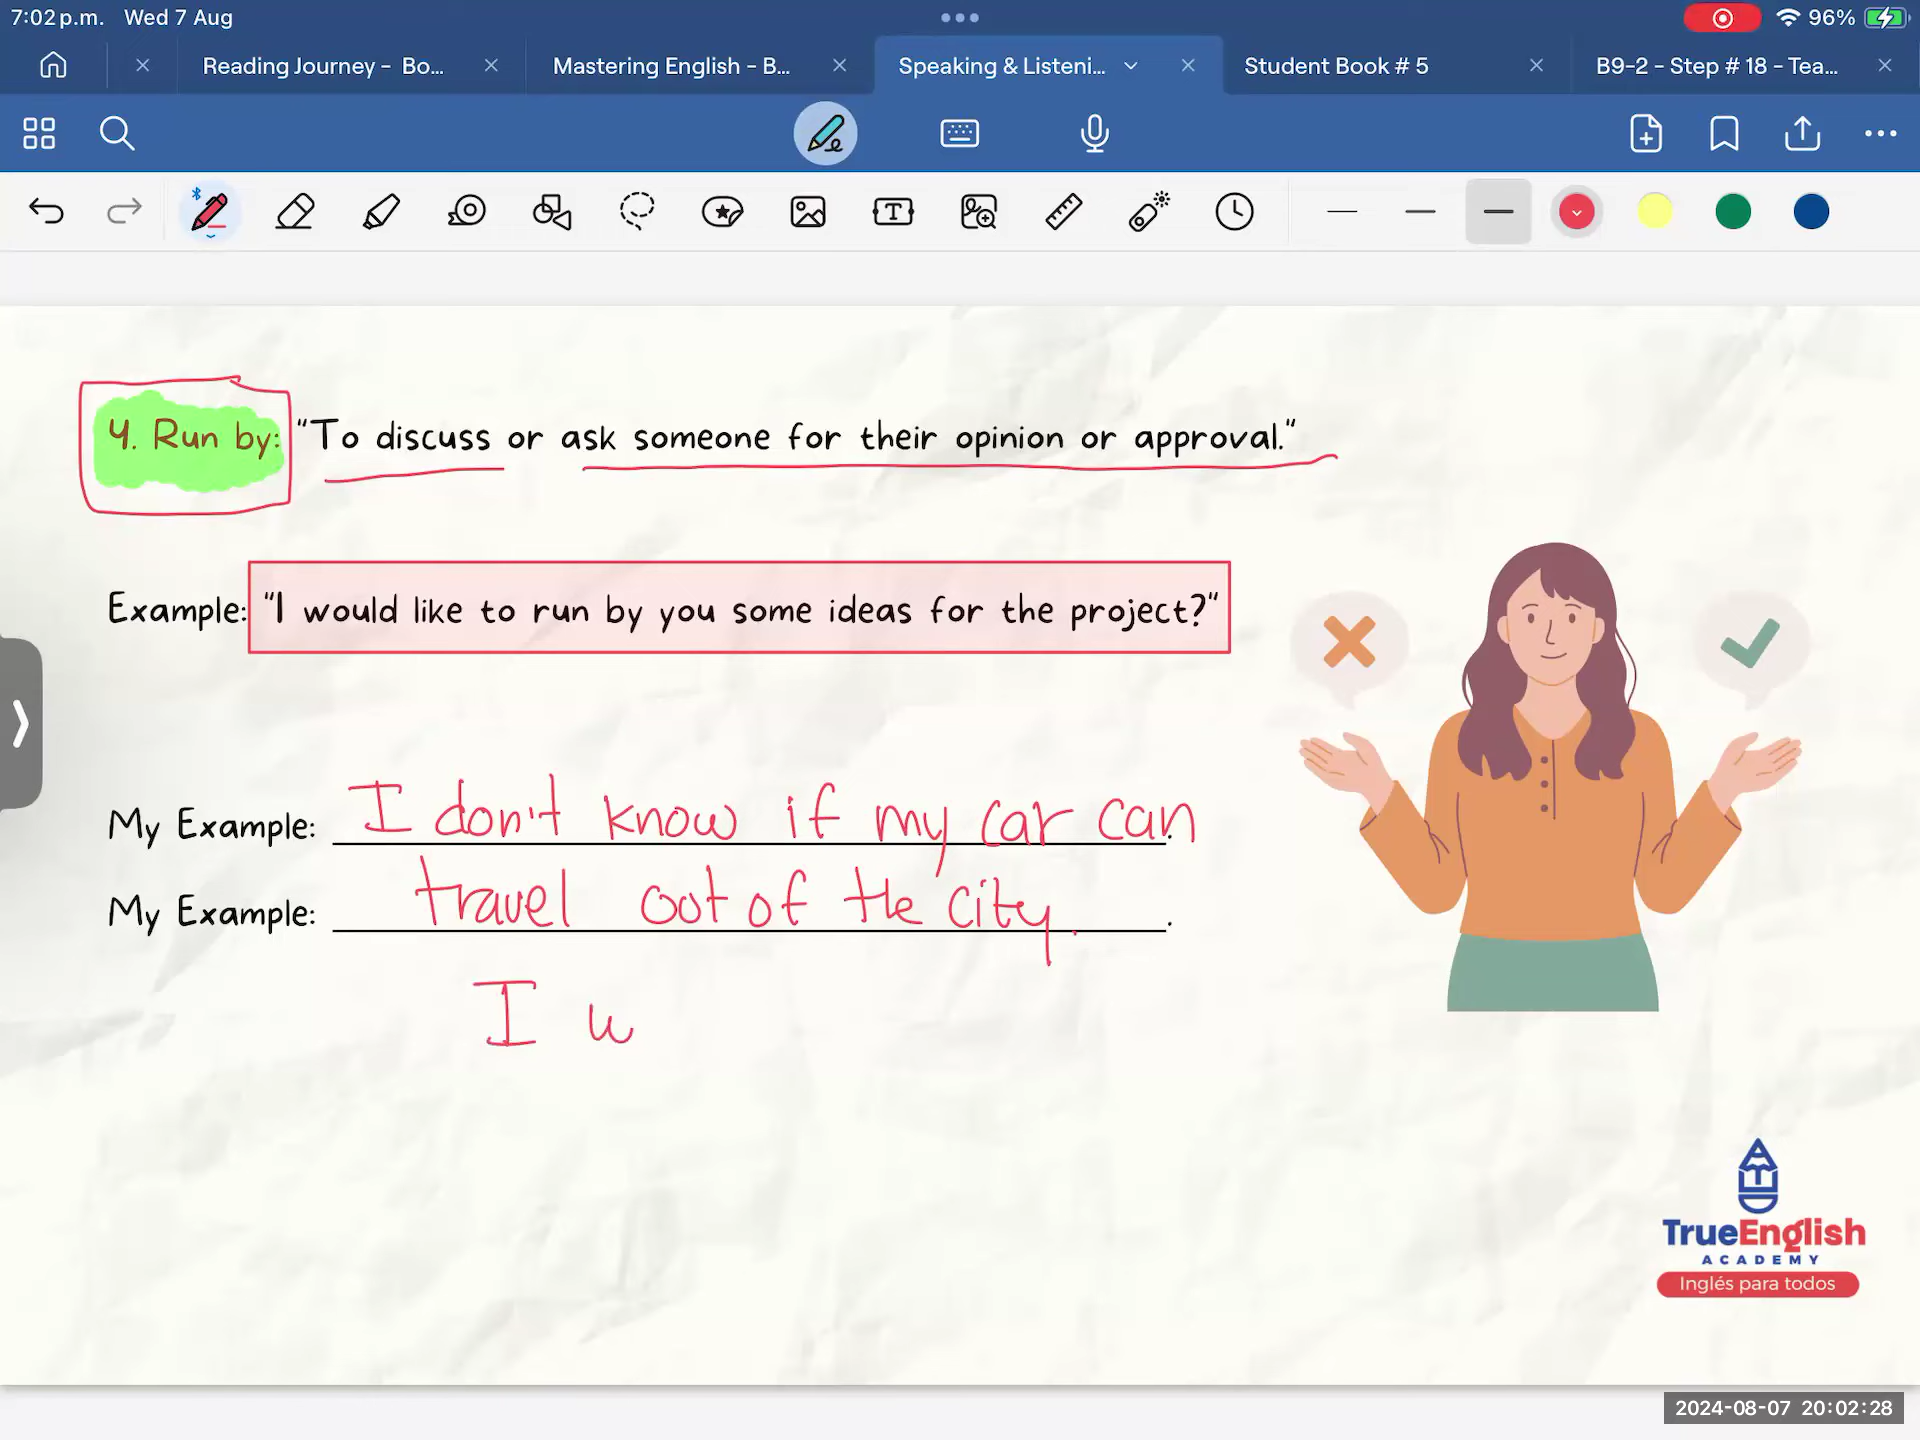 7:02 p.m. Wed 7 Aug
96%
Reading Journey - Bo...
Mastering English - B...
Speaking & Listeni...
Student Book # 5
B9-2 - Step # 18 - Tea...
4. Run by: "To discuss or ask someone for their opinion or approval."
Example: "I would like to run by you some ideas for the project?"
My Example: I don't know if my car can
My Example: travel out of the city.
I w
TrueEnglish
ACADEMY
Inglés para todos
2024-08-07 20:02:28